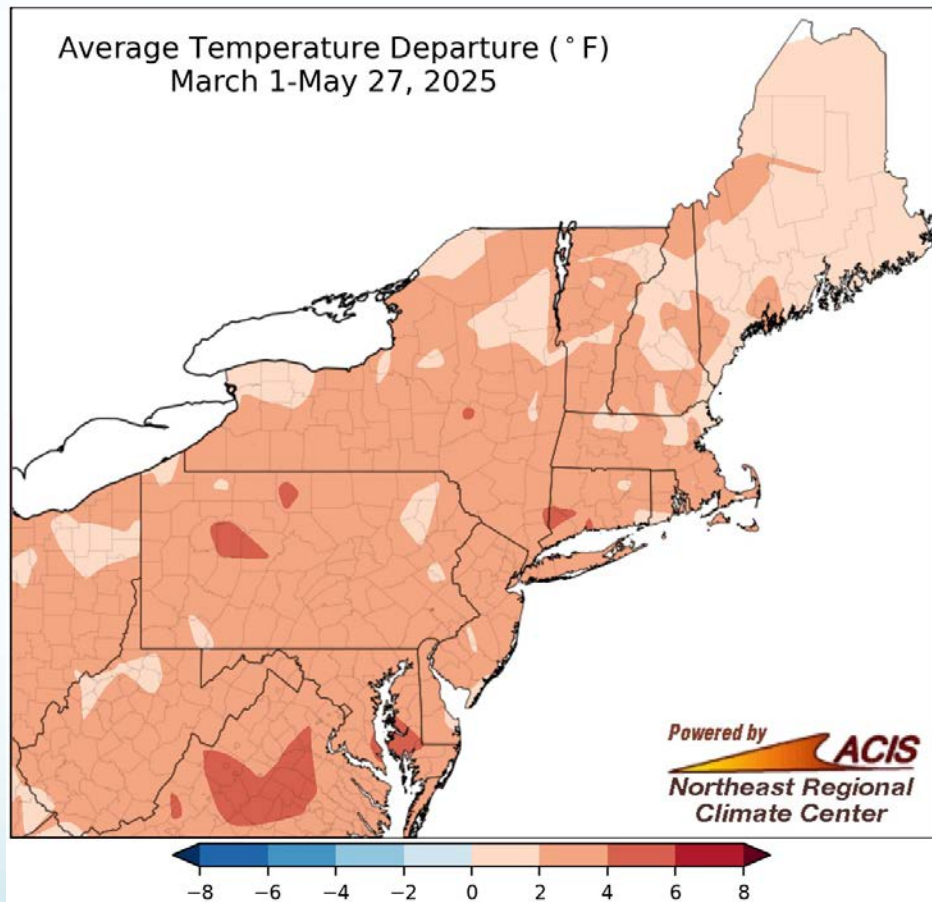 Average Temperature Departure (°F)
March 1-May 27, 2025
Powered by
ACIS
Northeast Regional
Climate Center
−8 −6 −4 −2 0 2 4 6 8